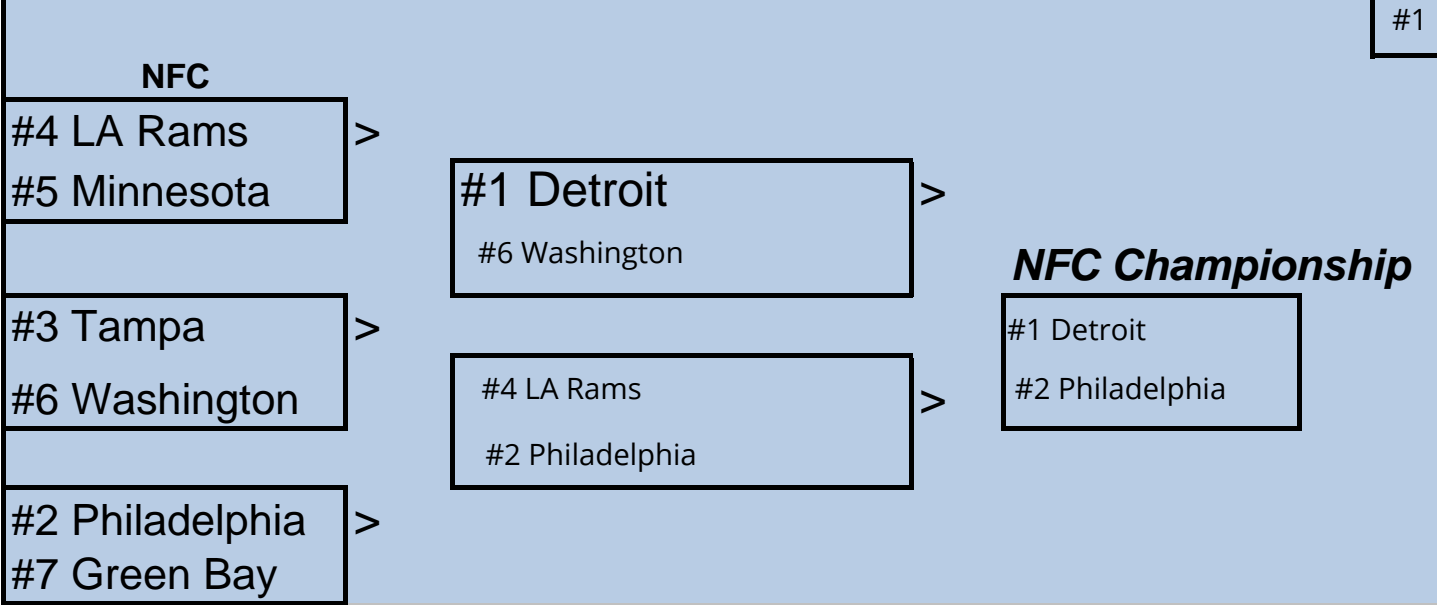 #1
NFC
#4 LA Rams >
#5 Minnesota
#1 Detroit >
#6 Washington
NFC Championship
#3 Tampa >
#6 Washington
#4 LA Rams >
#2 Philadelphia
#1 Detroit
#2 Philadelphia
#2 Philadelphia >
#7 Green Bay